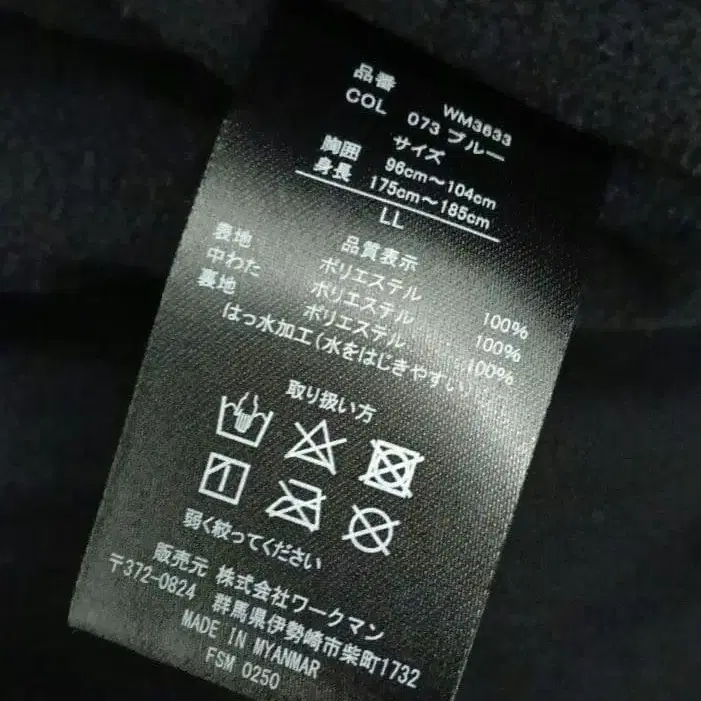 品番 WM3633
COL 073 ブルー
サイズ
胸囲 96cm～104cm
身長 175cm～185cm
LL
品質表示
表地 ポリエステル 100%
中わた ポリエステル 100%
裏地 ポリエステル 100%
はっ水加工(水をはじきやすい)
取り扱い方
弱く絞ってください
販売元 株式会社ワークマン
〒372-0824 群馬県伊勢崎市柴町1732
MADE IN MYANMAR
FSM 0250